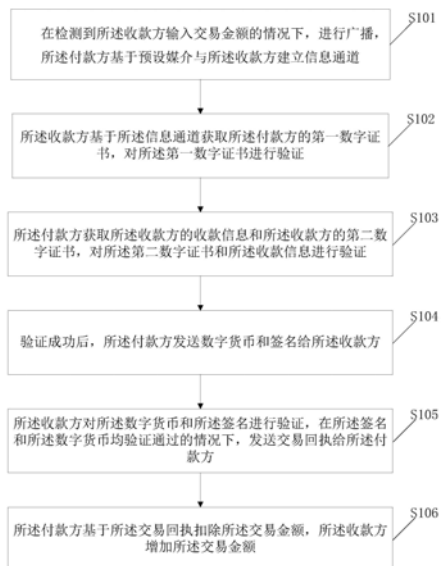 S101
在检测到所述收款方输入交易金额的情况下，进行广播，
所述付款方基于预设媒介与所述收款方建立信息通道
S102
所述收款方基于所述信息通道获取所述付款方的第一数字证
书，对所述第一数字证书进行验证
S103
所述付款方获取所述收款方的收款信息和所述收款方的第二数
字证书，对所述第二数字证书和所述收款信息进行验证
S104
验证成功后，所述付款方发送数字货币和签名给所述收款方
S105
所述收款方对所述数字货币和所述签名进行验证，在所述签名
和所述数字货币均验证通过的情况下，发送交易回执给所述付
款方
S106
所述付款方基于所述交易回执扣除所述交易金额，所述收款方
增加所述交易金额